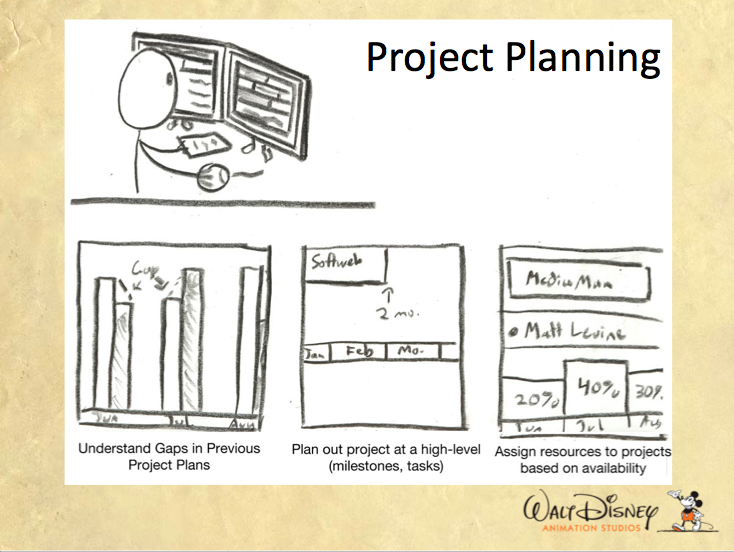 Project Planning
Gap
Softweb
2 mo.
Jan Feb Mo.
Matt Levine
20% 40% 30%
Jun Jul Aug
Jun Jul Aug
Understand Gaps in Previous
Project Plans
Plan out project at a high-level
(milestones, tasks)
Assign resources to projects
based on availability
WALT DISNEY
ANIMATION STUDIOS